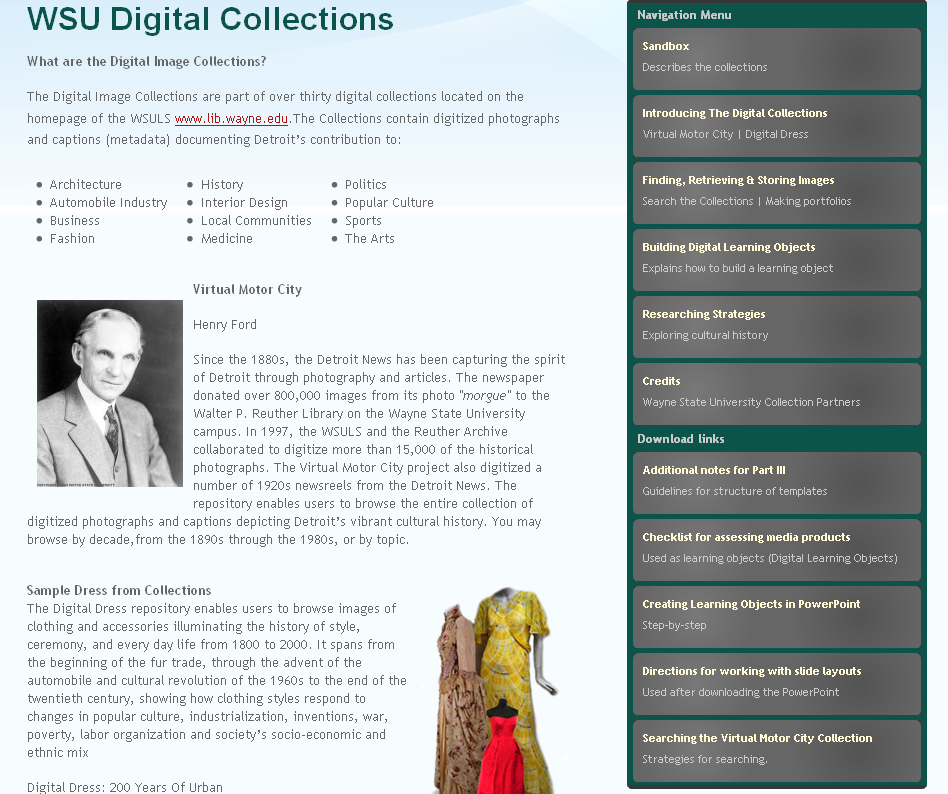 WSU Digital Collections
What are the Digital Image Collections?
The Digital Image Collections are part of over thirty digital collections located on the
homepage of the WSULS www.lib.wayne.edu.The Collections contain digitized photographs
and captions (metadata) documenting Detroit's contribution to:
Architecture
Automobile Industry
Business
Fashion
History
Interior Design
Local Communities
Medicine
Politics
Popular Culture
Sports
The Arts
Virtual Motor City
Henry Ford
Since the 1880s, the Detroit News has been capturing the spirit
of Detroit through photography and articles. The newspaper
donated over 800,000 images from its photo "morgue" to the
Walter P. Reuther Library on the Wayne State University
campus. In 1997, the WSULS and the Reuther Archive
collaborated to digitize more than 15,000 of the historical
photographs. The Virtual Motor City project also digitized a
number of 1920s newsreels from the Detroit News. The
repository enables users to browse the entire collection of
digitized photographs and captions depicting Detroit's vibrant cultural history. You may
browse by decade,from the 1890s through the 1980s, or by topic.
Sample Dress from Collections
The Digital Dress repository enables users to browse images of
clothing and accessories illuminating the history of style,
ceremony, and every day life from 1800 to 2000. It spans from
the beginning of the fur trade, through the advent of the
automobile and cultural revolution of the 1960s to the end of the
twentieth century, showing how clothing styles respond to
changes in popular culture, industrialization, inventions, war,
poverty, labor organization and society's socio-economic and
ethnic mix
Digital Dress: 200 Years Of Urban
Navigation Menu
Sandbox
Describes the collections
Introducing The Digital Collections
Virtual Motor City | Digital Dress
Finding, Retrieving & Storing Images
Search the Collections | Making portfolios
Building Digital Learning Objects
Explains how to build a learning object
Researching Strategies
Exploring cultural history
Credits
Wayne State University Collection Partners
Download links
Additional notes for Part III
Guidelines for structure of templates
Checklist for assessing media products
Used as learning objects (Digital Learning Objects)
Creating Learning Objects in PowerPoint
Step-by-step
Directions for working with slide layouts
Used after downloading the PowerPoint
Searching the Virtual Motor City Collection
Strategies for searching.